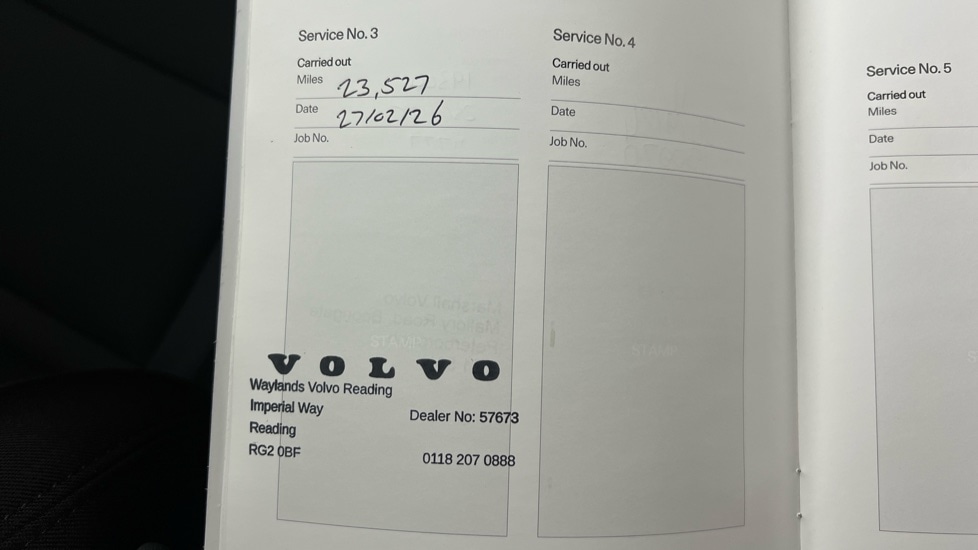 Service No. 3
Carried out
Miles 23,527
Date 27/02/26
Job No.
STAMP
VOLVO
Waylands Volvo Reading
Imperial Way
Reading
RG2 0BF
Dealer No: 57673
0118 207 0888
Service No. 4
Carried out
Miles
Date
Job No.
STAMP
Service No. 5
Carried out
Miles
Date
Job No.